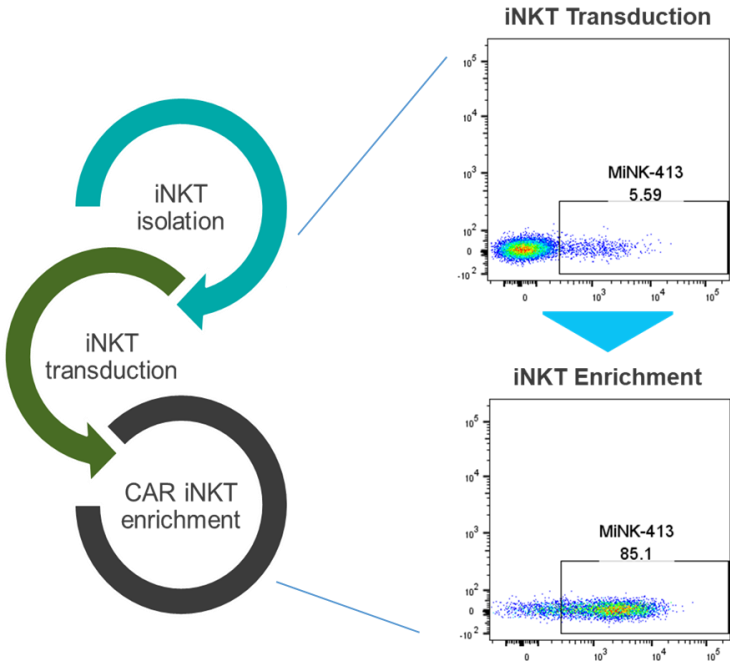 iNKT Transduction
10^5
10^4
10^3
10^2
0
-10^2
MiNK-413
5.59
0
10^3
10^4
10^5
iNKT
isolation
iNKT
transduction
CAR iNKT
enrichment
iNKT Enrichment
10^5
10^4
10^3
10^2
0
-10^2
MiNK-413
85.1
0
10^3
10^4
10^5